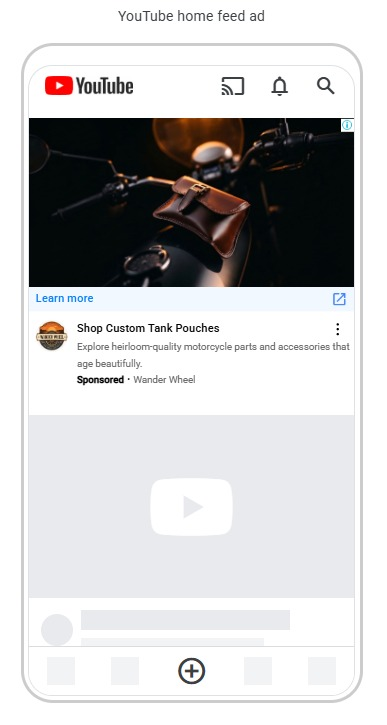 YouTube home feed ad
YouTube
Learn more
Shop Custom Tank Pouches
Explore heirloom-quality motorcycle parts and accessories that
age beautifully.
Sponsored · Wander Wheel